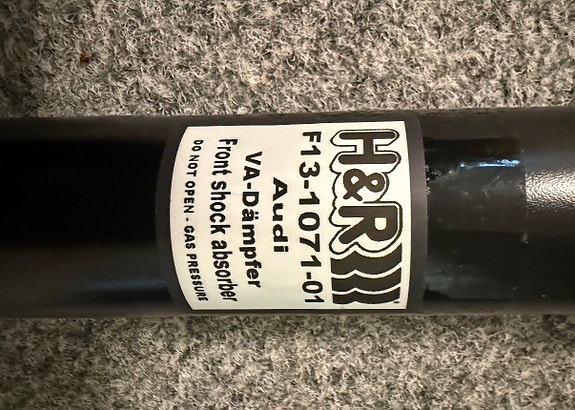 H&R
F13-1071-01
Audi
VA-Dämpfer
Front shock absorber
DO NOT OPEN - GAS PRESSURE